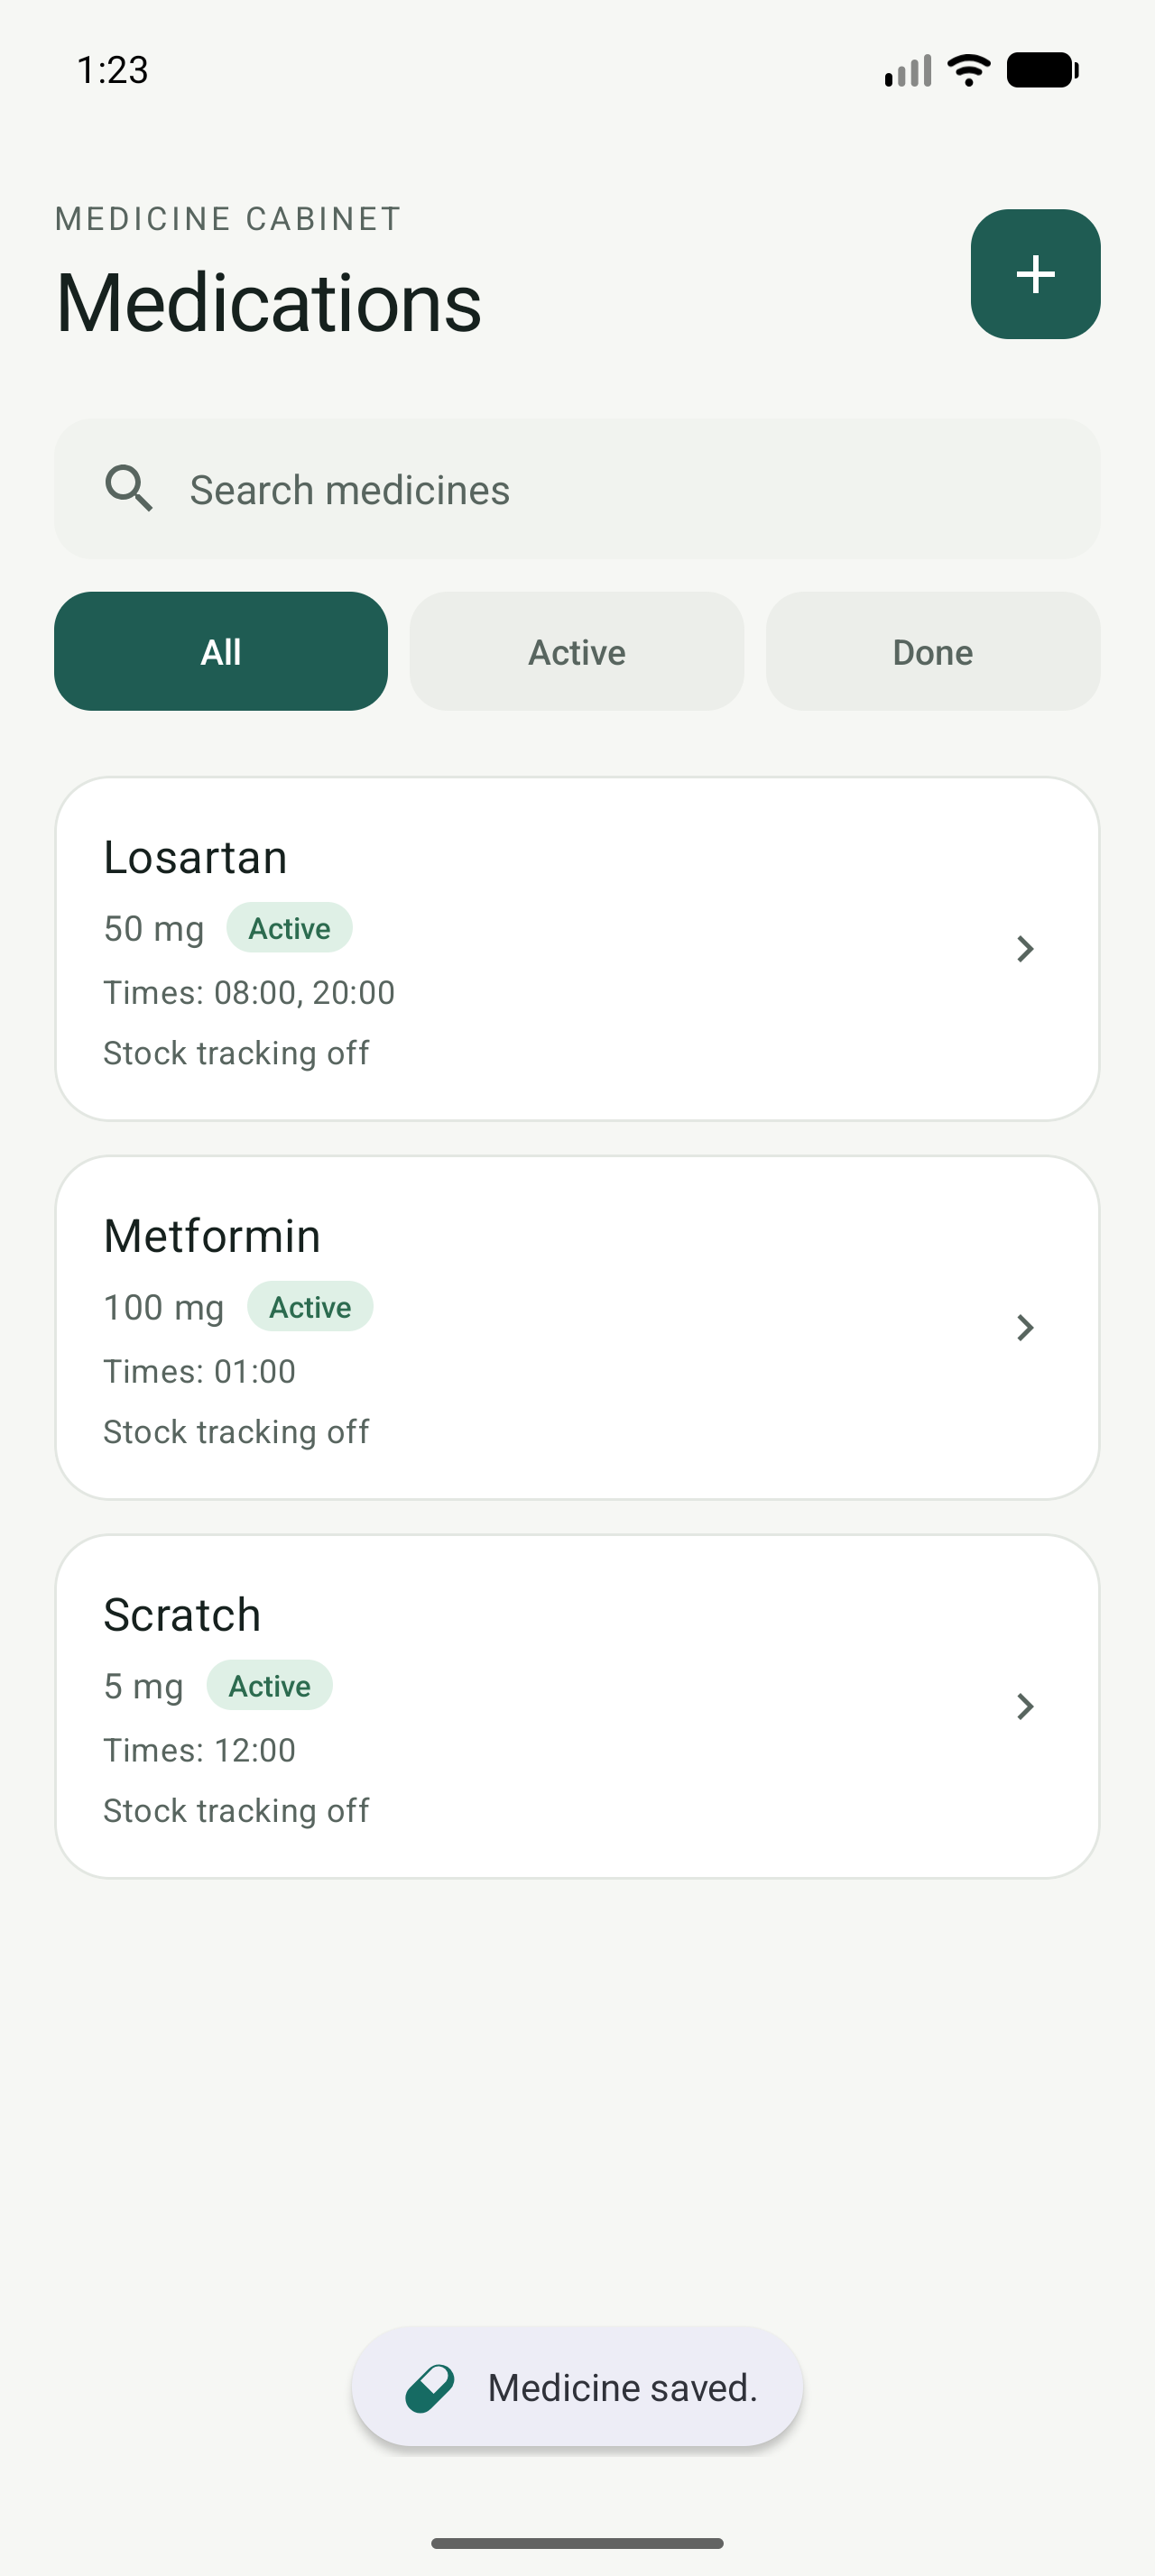 1:23
MEDICINE CABINET
Medications
Search medicines
All Active Done
Losartan
50 mg Active
Times: 08:00, 20:00
Stock tracking off
Metformin
100 mg Active
Times: 01:00
Stock tracking off
Scratch
5 mg Active
Times: 12:00
Stock tracking off
Medicine saved.